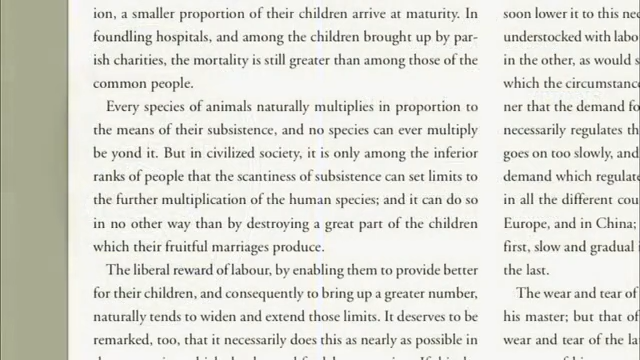 ion, a smaller proportion of their children arrive at maturity. In
foundling hospitals, and among the children brought up by par-
ish charities, the mortality is still greater than among those of the
common people.
Every species of animals naturally multiplies in proportion to
the means of their subsistence, and no species can ever multiply
be yond it. But in civilized society, it is only among the inferior
ranks of people that the scantiness of subsistence can set limits to
the further multiplication of the human species; and it can do so
in no other way than by destroying a great part of the children
which their fruitful marriages produce.
The liberal reward of labour, by enabling them to provide better
for their children, and consequently to bring up a greater number,
naturally tends to widen and extend those limits. It deserves to be
remarked, too, that it necessarily does this as nearly as possible in
soon lower it to this
understocked with
in the other, as would
which the circumstance
ner that the demand
necessarily regulates
goes on too slowly, and
demand which
in all the different
Europe, and in China;
first, slow and gradual
the last.
The wear and tear of
his master; but that of
wear and tear of the